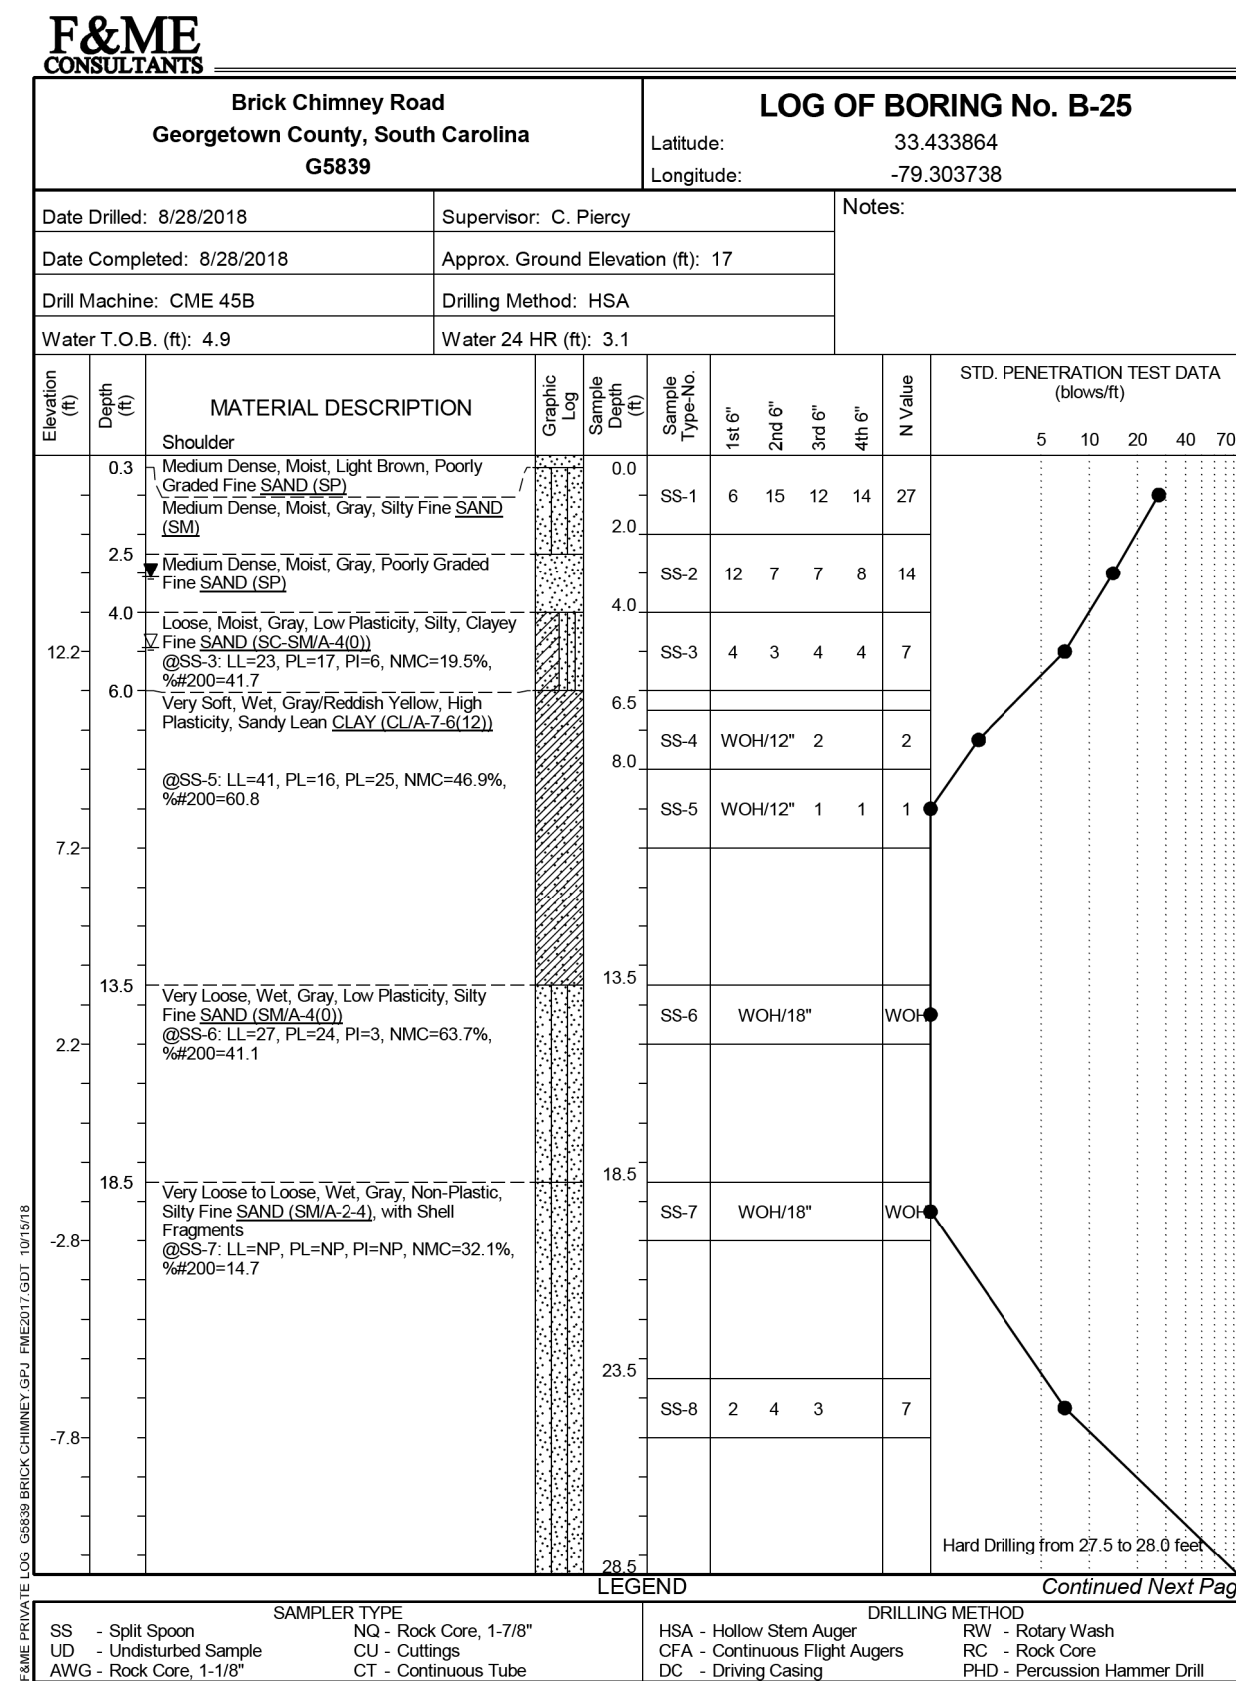 F&ME
CONSULTANTS
Brick Chimney Road
Georgetown County, South Carolina
G5839
LOG OF BORING No. B-25
Latitude: 33.433864
Longitude: -79.303738
Date Drilled: 8/28/2018
Supervisor: C. Piercy
Notes:
Date Completed: 8/28/2018
Approx. Ground Elevation (ft): 17
Drill Machine: CME 45B
Drilling Method: HSA
Water T.O.B. (ft): 4.9
Water 24 HR (ft): 3.1
Elevation (ft)
Depth (ft)
MATERIAL DESCRIPTION
Shoulder
Graphic Log
Sample Depth (ft)
Sample Type-No.
1st 6"
2nd 6"
3rd 6"
4th 6"
N Value
STD. PENETRATION TEST DATA
(blows/ft)
5 10 20 40 70
0.3 Medium Dense, Moist, Light Brown, Poorly
Graded Fine SAND (SP)
Medium Dense, Moist, Gray, Silty Fine SAND
(SM)
0.0
SS-1 6 15 12 14 27
2.0
2.5 Medium Dense, Moist, Gray, Poorly Graded
Fine SAND (SP)
SS-2 12 7 7 8 14
4.0
4.0 Loose, Moist, Gray, Low Plasticity, Silty, Clayey
Fine SAND (SC-SM/A-4(0))
@SS-3: LL=23, PL=17, PI=6, NMC=19.5%,
%#200=41.7
12.2
SS-3 4 3 4 4 7
6.0 Very Soft, Wet, Gray/Reddish Yellow, High
Plasticity, Sandy Lean CLAY (CL/A-7-6(12))
6.5
SS-4 WOH/12" 2 2
8.0
@SS-5: LL=41, PL=16, PL=25, NMC=46.9%,
%#200=60.8
SS-5 WOH/12" 1 1 1
7.2
13.5
13.5 Very Loose, Wet, Gray, Low Plasticity, Silty
Fine SAND (SM/A-4(0))
@SS-6: LL=27, PL=24, PI=3, NMC=63.7%,
%#200=41.1
SS-6 WOH/18" WOH
2.2
18.5
18.5 Very Loose to Loose, Wet, Gray, Non-Plastic,
Silty Fine SAND (SM/A-2-4), with Shell
Fragments
@SS-7: LL=NP, PL=NP, PI=NP, NMC=32.1%,
%#200=14.7
SS-7 WOH/18" WOH
-2.8
23.5
SS-8 2 4 3 7
-7.8
Hard Drilling from 27.5 to 28.0 feet
28.5
F&ME PRIVATE LOG G5839 BRICK CHIMNEY.GPJ FME2017.GDT 10/15/18
LEGEND
Continued Next Pag
SAMPLER TYPE
SS - Split Spoon
NQ - Rock Core, 1-7/8"
UD - Undisturbed Sample
CU - Cuttings
AWG - Rock Core, 1-1/8"
CT - Continuous Tube
DRILLING METHOD
HSA - Hollow Stem Auger
RW - Rotary Wash
CFA - Continuous Flight Augers
RC - Rock Core
DC - Driving Casing
PHD - Percussion Hammer Drill